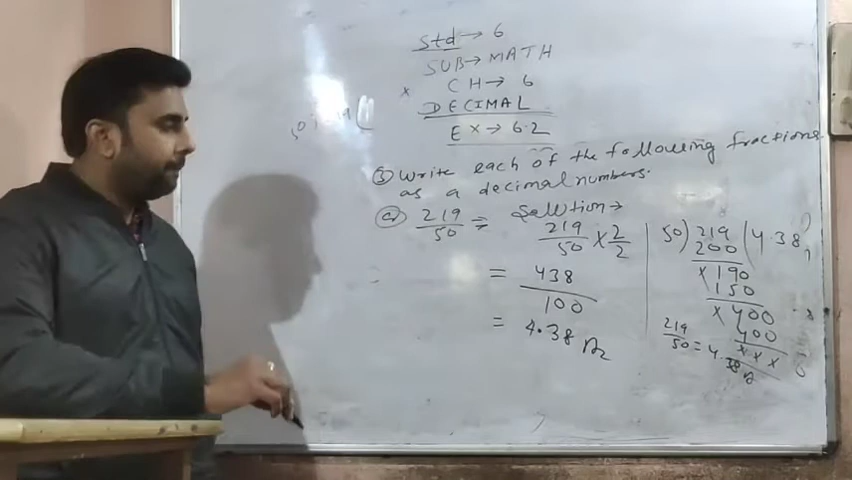 Std → 6
SUB → MATH
CH → 6
DECIMAL
EX → 6.2
③ Write each of the following fractions
as a decimal numbers.
ⓐ 219/50 = Solution →
219/50 × 2/2
= 438/100
= 4.38
50) 219 (4.38
200
× 190
150
× 400
400
× × ×
219/50 = 4.38